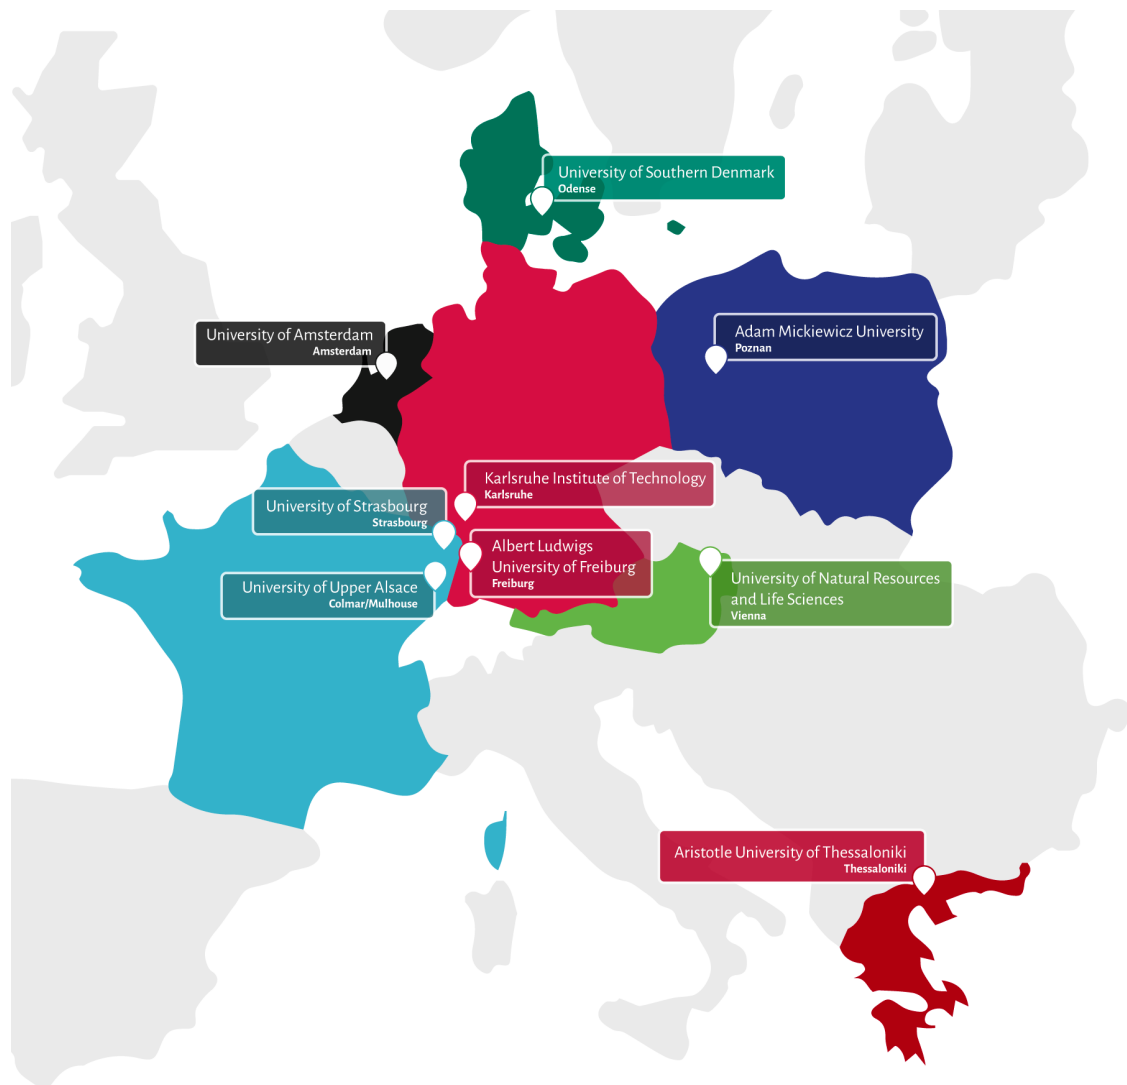 University of Southern Denmark
Odense
University of Amsterdam
Amsterdam
Adam Mickiewicz University
Poznan
Karlsruhe Institute of Technology
Karlsruhe
University of Strasbourg
Strasbourg
Albert Ludwigs
University of Freiburg
Freiburg
University of Upper Alsace
Colmar/Mulhouse
University of Natural Resources
and Life Sciences
Vienna
Aristotle University of Thessaloniki
Thessaloniki